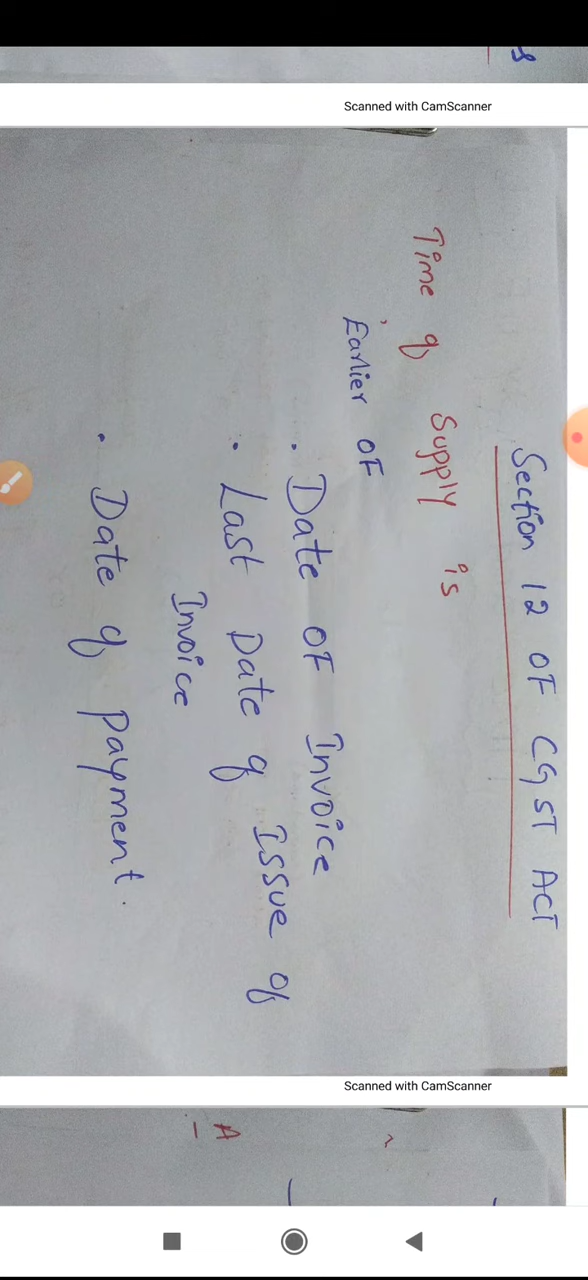 Scanned with CamScanner
Section 12 OF CGST ACT
Time of Supply is
Earlier OF
. Date OF Invoice
. Last Date of Issue of
Invoice
. Date of payment.
Scanned with CamScanner
A